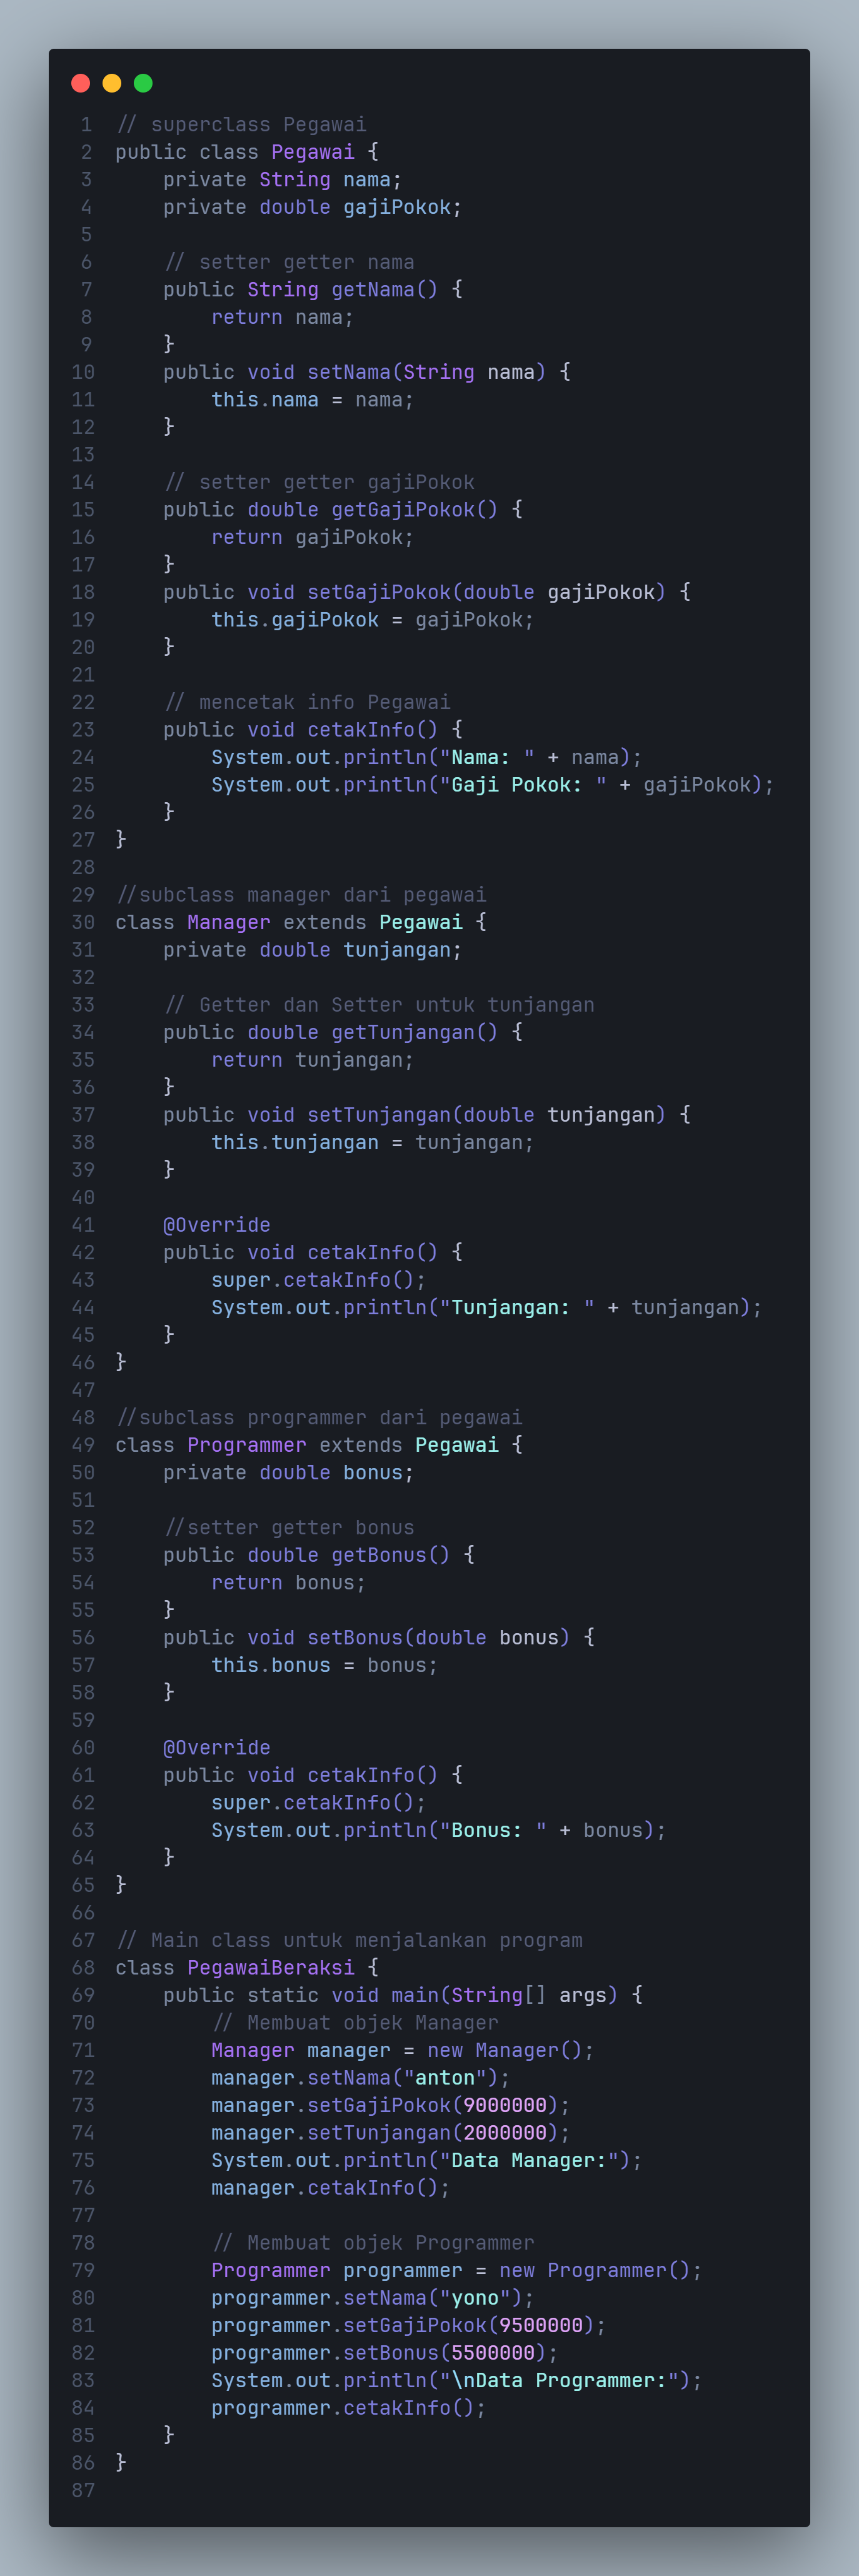 1 // superclass Pegawai
2 public class Pegawai {
3     private String nama;
4     private double gajiPokok;
5
6     // setter getter nama
7     public String getNama() {
8         return nama;
9     }
10     public void setNama(String nama) {
11         this.nama = nama;
12     }
13
14     // setter getter gajiPokok
15     public double getGajiPokok() {
16         return gajiPokok;
17     }
18     public void setGajiPokok(double gajiPokok) {
19         this.gajiPokok = gajiPokok;
20     }
21
22     // mencetak info Pegawai
23     public void cetakInfo() {
24         System.out.println("Nama: " + nama);
25         System.out.println("Gaji Pokok: " + gajiPokok);
26     }
27 }
28
29 //subclass manager dari pegawai
30 class Manager extends Pegawai {
31     private double tunjangan;
32
33     // Getter dan Setter untuk tunjangan
34     public double getTunjangan() {
35         return tunjangan;
36     }
37     public void setTunjangan(double tunjangan) {
38         this.tunjangan = tunjangan;
39     }
40
41     @Override
42     public void cetakInfo() {
43         super.cetakInfo();
44         System.out.println("Tunjangan: " + tunjangan);
45     }
46 }
47
48 //subclass programmer dari pegawai
49 class Programmer extends Pegawai {
50     private double bonus;
51
52     //setter getter bonus
53     public double getBonus() {
54         return bonus;
55     }
56     public void setBonus(double bonus) {
57         this.bonus = bonus;
58     }
59
60     @Override
61     public void cetakInfo() {
62         super.cetakInfo();
63         System.out.println("Bonus: " + bonus);
64     }
65 }
66
67 // Main class untuk menjalankan program
68 class PegawaiBeraksi {
69     public static void main(String[] args) {
70         // Membuat objek Manager
71         Manager manager = new Manager();
72         manager.setNama("anton");
73         manager.setGajiPokok(9000000);
74         manager.setTunjangan(2000000);
75         System.out.println("Data Manager:");
76         manager.cetakInfo();
77
78         // Membuat objek Programmer
79         Programmer programmer = new Programmer();
80         programmer.setNama("yono");
81         programmer.setGajiPokok(9500000);
82         programmer.setBonus(5500000);
83         System.out.println("\nData Programmer:");
84         programmer.cetakInfo();
85     }
86 }
87